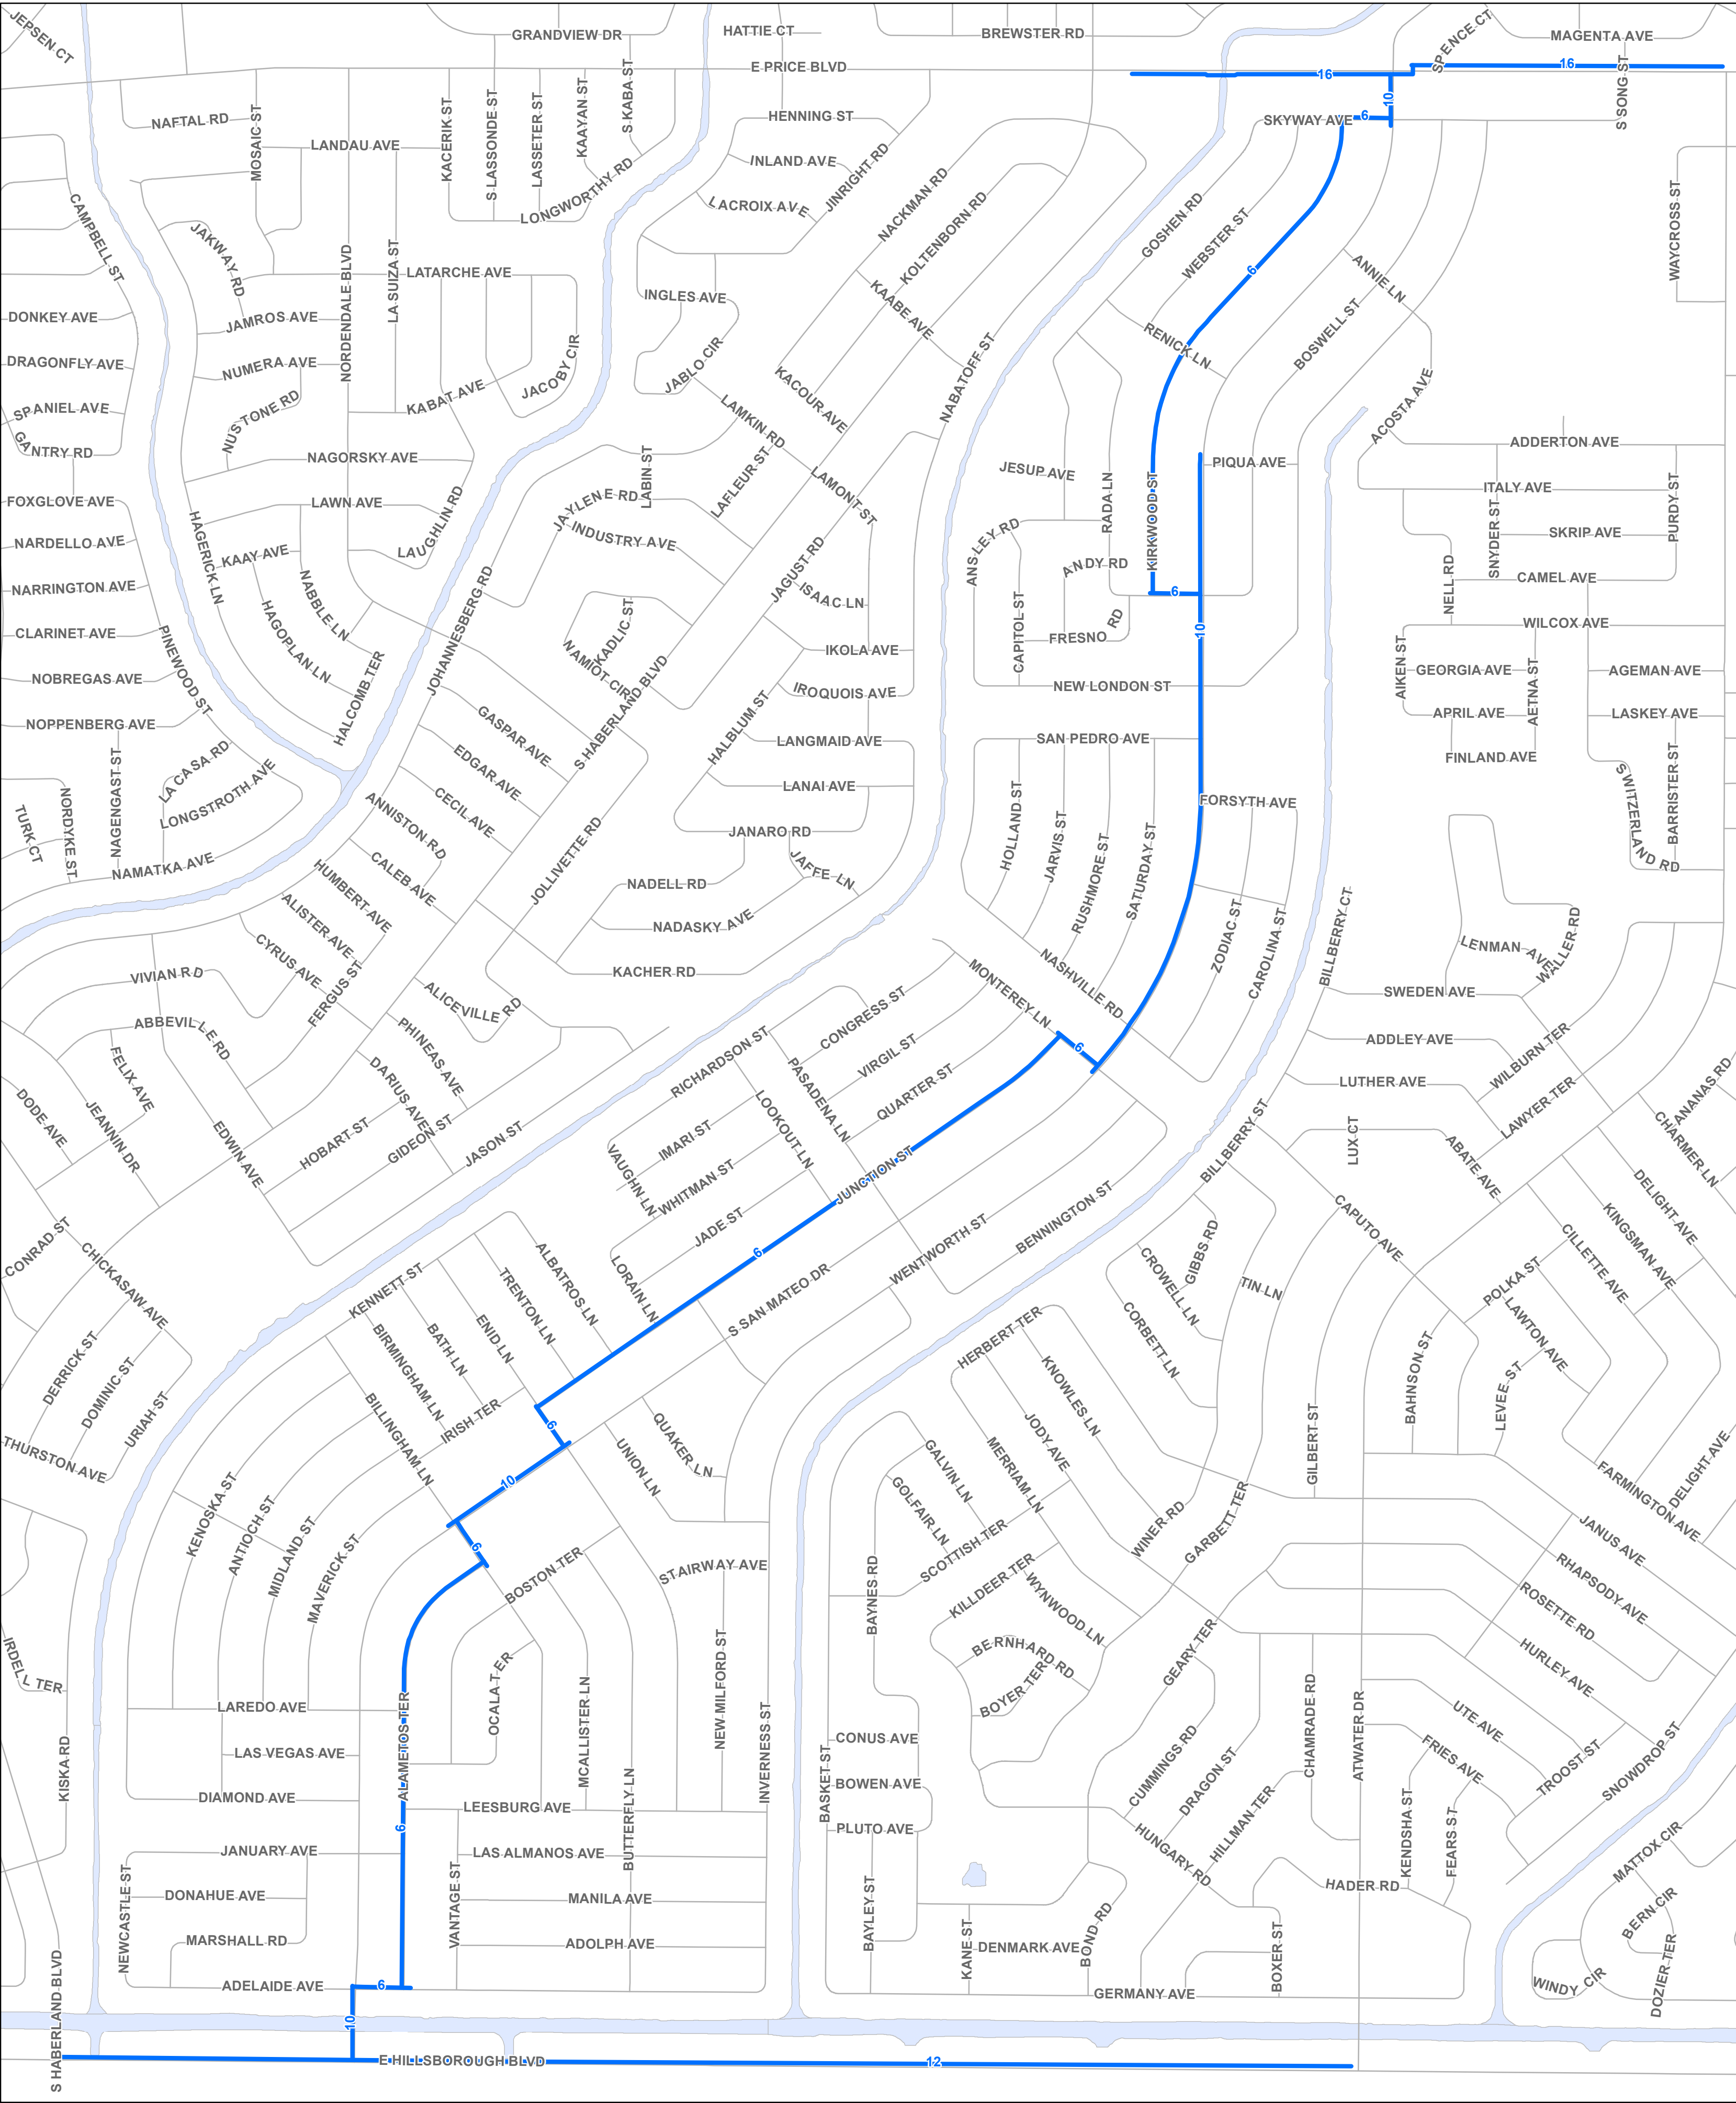 JEPSEN CT
GRANDVIEW DR
HATTIE CT
BREWSTER RD
SPENCE CT
MAGENTA AVE
E PRICE BLVD
16
16
NAFTAL RD
MOSAIC ST
LANDAU AVE
KACERIK ST
S LASSONDE ST
LASSETER ST
KAAYAN ST
S KABA ST
HENNING ST
INLAND AVE
JINRIGHT RD
SKYWAY AVE
6
10
S SONG ST
LONGWORTHY RD
LACROIX AVE
NACKMAN RD
KOLTENBORN RD
GOSHEN RD
WEBSTER ST
WAYCROSS ST
CAMPBELL ST
JAKWAY RD
NORDENDALE BLVD
LA SUIZA ST
LATARCHE AVE
INGLES AVE
KAABE AVE
6
ANNIE LN
DONKEY AVE
JAMROS AVE
RENICK LN
BOSWELL ST
DRAGONFLY AVE
NUMERA AVE
JACOBY CIR
JABLO CIR
NABATOFF ST
KACOUR AVE
SPANIEL AVE
NUSTONE RD
KABAT AVE
LAMKIN RD
ACOSTA AVE
GANTRY RD
NAGORSKY AVE
LABIN ST
LAFLEUR ST
LAMONT ST
JESUP AVE
PIQUA AVE
ADDERTON AVE
FOXGLOVE AVE
LAWN AVE
JAYLENE RD
RADA LN
KIRKWOOD ST
ITALY AVE
PURDY ST
NARDELLO AVE
HAGERICK LN
KAAY AVE
LAUGHLIN RD
INDUSTRY AVE
JAGUST RD
ANSLEY RD
ANDY RD
SNYDER ST
SKRIP AVE
NARRINGTON AVE
NABBLE LN
ISAAC LN
6
NELL RD
CAMEL AVE
CLARINET AVE
HAGOPLAN LN
JOHANNESBERG RD
KADLIC ST
NAMIOT CIR
IKOLA AVE
CAPITOL ST
FRESNO RD
10
WILCOX AVE
NOBREGAS AVE
PINEWOOD ST
HALCOMB TER
IROQUOIS AVE
NEW LONDON ST
AIKEN ST
GEORGIA AVE
AETNA ST
AGEMAN AVE
NOPPENBERG AVE
GASPAR AVE
S HABERLAND BLVD
HALBLUM ST
LANGMAID AVE
SAN PEDRO AVE
APRIL AVE
LASKEY AVE
NAGENGAST ST
LA CASA RD
EDGAR AVE
LANAI AVE
FINLAND AVE
TURK CT
NORDYKE ST
LONGSTROTH AVE
ANNISTON RD
CECIL AVE
JANARO RD
HOLLAND ST
JARVIS ST
RUSHMORE ST
SATURDAY ST
FORSYTH AVE
SWITZERLAND RD
BARRISTER ST
NAMATKA AVE
HUMBERT AVE
CALEB AVE
JOLLIVETTE RD
NADELL RD
JAFFE LN
ALISTER AVE
NADASKY AVE
ZODIAC ST
CAROLINA ST
BILLBERRY CT
LENMAN AVE
WALLER RD
VIVIAN RD
CYRUS AVE
FERGUS ST
KACHER RD
MONTEREY LN
NASHVILLE RD
SWEDEN AVE
ABBEVILLE RD
ALICEVILLE RD
RICHARDSON ST
CONGRESS ST
ADDLEY AVE
WILBURN TER
FELIX AVE
PHINEAS AVE
DARIUS AVE
PASADENA LN
VIRGIL ST
6
LUTHER AVE
DODE AVE
JEANNIN DR
EDWIN AVE
HOBART ST
GIDEON ST
JASON ST
LOOKOUT LN
QUARTER ST
BILLBERRY ST
LUX CT
ABATE AVE
LAWYER TER
ANANAS RD
CHARMER LN
IMARI ST
VAUGHN LN
WHITMAN ST
JUNCTION ST
DELIGHT AVE
CONRAD ST
CHICKASAW AVE
JADE ST
6
WENTWORTH ST
BENNINGTON ST
CAPUTO AVE
KINGSMAN AVE
CILLETTE AVE
KENNETT ST
TRENTON LN
ALBATROS LN
LORAIN LN
S SAN MATEO DR
CROWELL LN
GIBBS RD
TIN LN
POLKA ST
DERRICK ST
DOMINIC ST
BIRMINGHAM LN
BATH LN
ENID LN
HERBERT TER
CORBETT LN
LAWTON AVE
URIAH ST
BILLINGHAM LN
IRISH TER
KNOWLES LN
BAHNSON ST
LEVEE ST
THURSTON AVE
6
QUAKER LN
UNION LN
GALVIN LN
JODY AVE
MERRIAM LN
GILBERT ST
FARMINGTON AVE
DELIGHT AVE
KENOSKA ST
ANTIOCH ST
MIDLAND ST
MAVERICK ST
10
GOLFAIR LN
WINER RD
GARBETT TER
JANUS AVE
6
BOSTON TER
STAIRWAY AVE
BAYNES RD
SCOTTISH TER
KILLDEER TER
WYNWOOD LN
RHAPSODY AVE
ROSETTE RD
IRDELL TER
BERNHARD RD
BOYER TER
GEARY TER
HURLEY AVE
LAREDO AVE
ALAMETOS TER
OCALA TER
MCALLISTER LN
NEW MILFORD ST
INVERNESS ST
CHAMRADE RD
ATWATER DR
UTE AVE
KISKA RD
LAS VEGAS AVE
CONUS AVE
BASKET ST
CUMMINGS RD
DRAGON ST
FRIES AVE
TROOST ST
SNOWDROP ST
DIAMOND AVE
LEESBURG AVE
BUTTERFLY LN
BOWEN AVE
HILLMAN TER
KENDSHA ST
FEARS ST
6
PLUTO AVE
HUNGARY RD
MATTOX CIR
JANUARY AVE
LAS ALMANOS AVE
NEWCASTLE ST
DONAHUE AVE
VANTAGE ST
MANILA AVE
BAYLEY ST
HADER RD
BERN CIR
MARSHALL RD
ADOLPH AVE
KANE ST
DENMARK AVE
BOND RD
BOXER ST
DOZIER TER
ADELAIDE AVE
6
GERMANY AVE
WINDY CIR
S HABERLAND BLVD
10
E HILLSBOROUGH BLVD
12